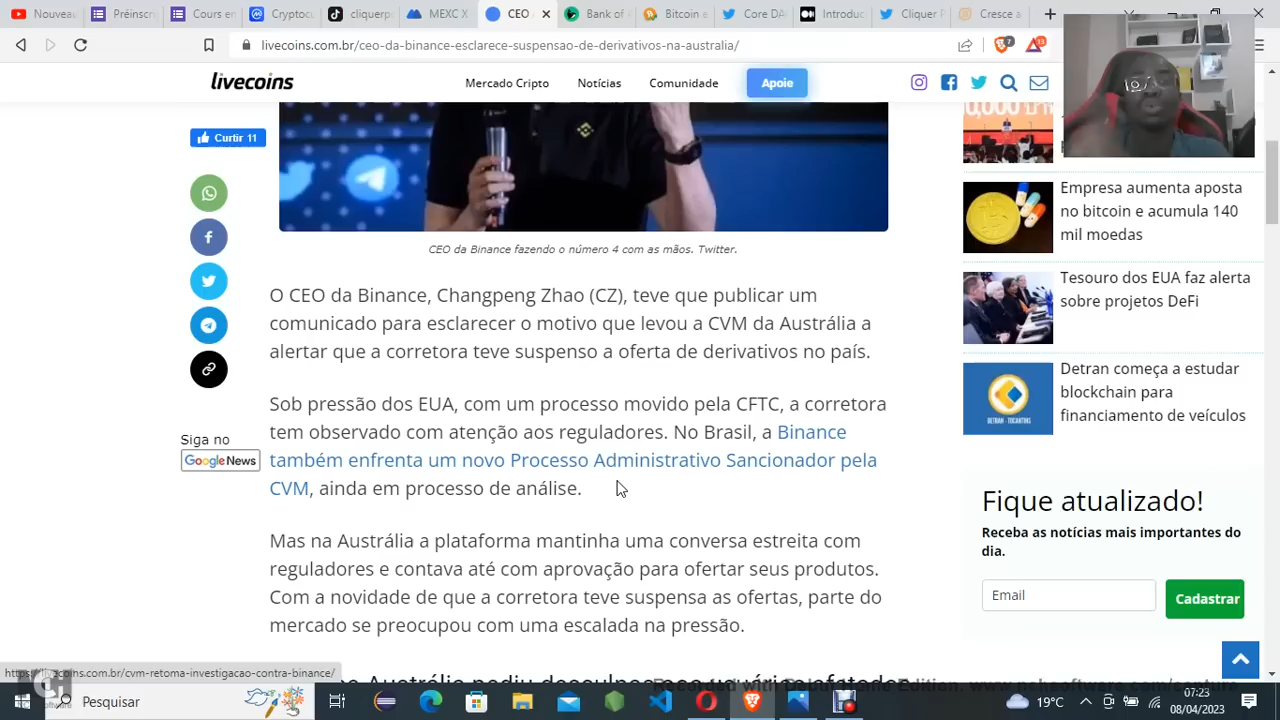 Nouveau
Préinscr
Cours en
Cryptoc
cliquerp
MEXC X
CEO
Bank of
Bitcoin e
Core DA
Introduc
Cliquer P
Cresce a
livecoins.com.br/ceo-da-binance-esclarece-suspensao-de-derivativos-na-australia/
7
13
livecoins
Mercado Cripto Notícias Comunidade Apoie
Curtir 11
CEO da Binance fazendo o número 4 com as mãos. Twitter.
O CEO da Binance, Changpeng Zhao (CZ), teve que publicar um
comunicado para esclarecer o motivo que levou a CVM da Austrália a
alertar que a corretora teve suspenso a oferta de derivativos no país.
Sob pressão dos EUA, com um processo movido pela CFTC, a corretora
tem observado com atenção aos reguladores. No Brasil, a Binance
também enfrenta um novo Processo Administrativo Sancionador pela
CVM, ainda em processo de análise.
Siga no
Google News
Mas na Austrália a plataforma mantinha uma conversa estreita com
reguladores e contava até com aprovação para ofertar seus produtos.
Com a novidade de que a corretora teve suspensa as ofertas, parte do
mercado se preocupou com uma escalada na pressão.
Empresa aumenta aposta
no bitcoin e acumula 140
mil moedas
Tesouro dos EUA faz alerta
sobre projetos DeFi
DETRAN - TOCANTINS
Detran começa a estudar
blockchain para
financiamento de veículos
Fique atualizado!
Receba as notícias mais importantes do
dia.
Email
Cadastrar
https://livecoins.com.br/cvm-retoma-investigacao-contra-binance/
Pesquisar
19°C
07:23
08/04/2023